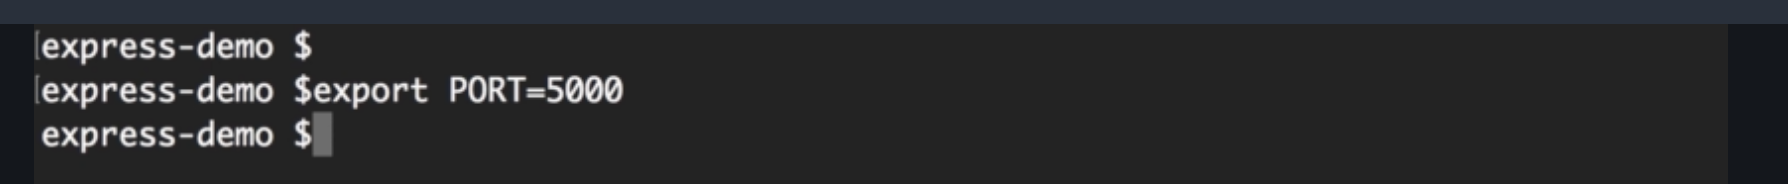 express-demo $
express-demo $export PORT=5000
express-demo $